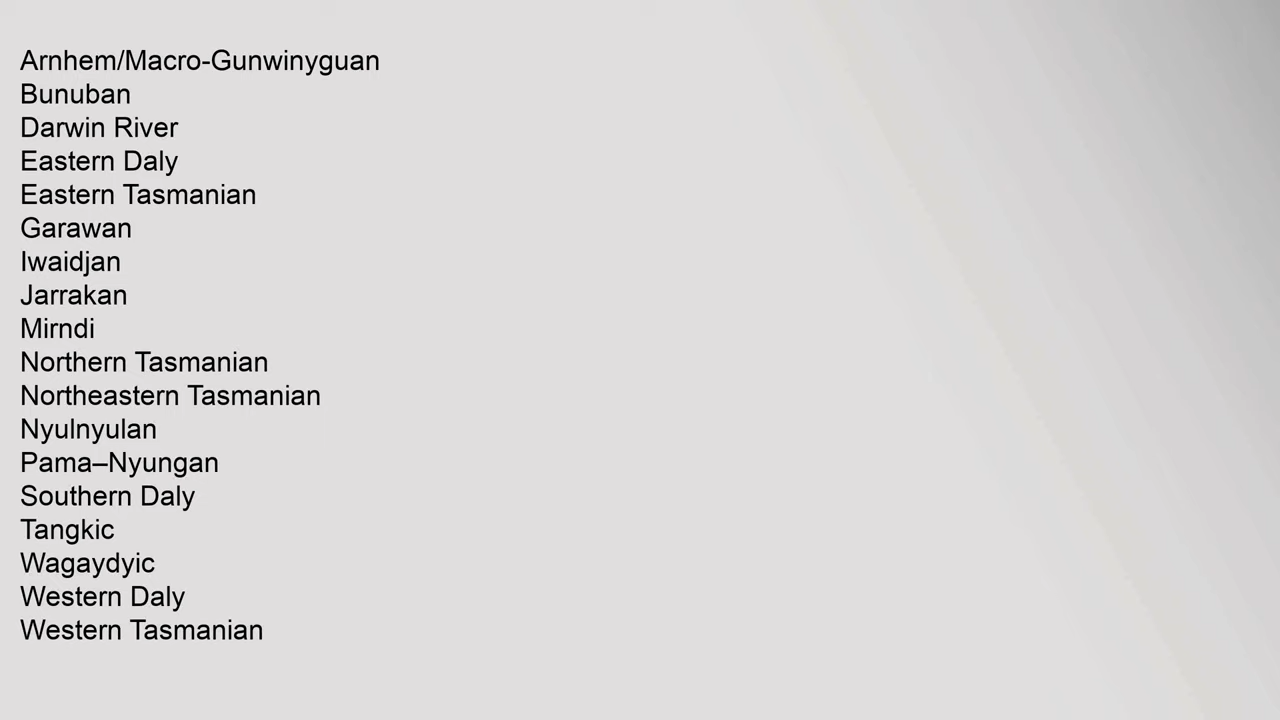 Arnhem/Macro-Gunwinyguan
Bunuban
Darwin River
Eastern Daly
Eastern Tasmanian
Garawan
Iwaidjan
Jarrakan
Mirndi
Northern Tasmanian
Northeastern Tasmanian
Nyulnyulan
Pama–Nyungan
Southern Daly
Tangkic
Wagaydyic
Western Daly
Western Tasmanian